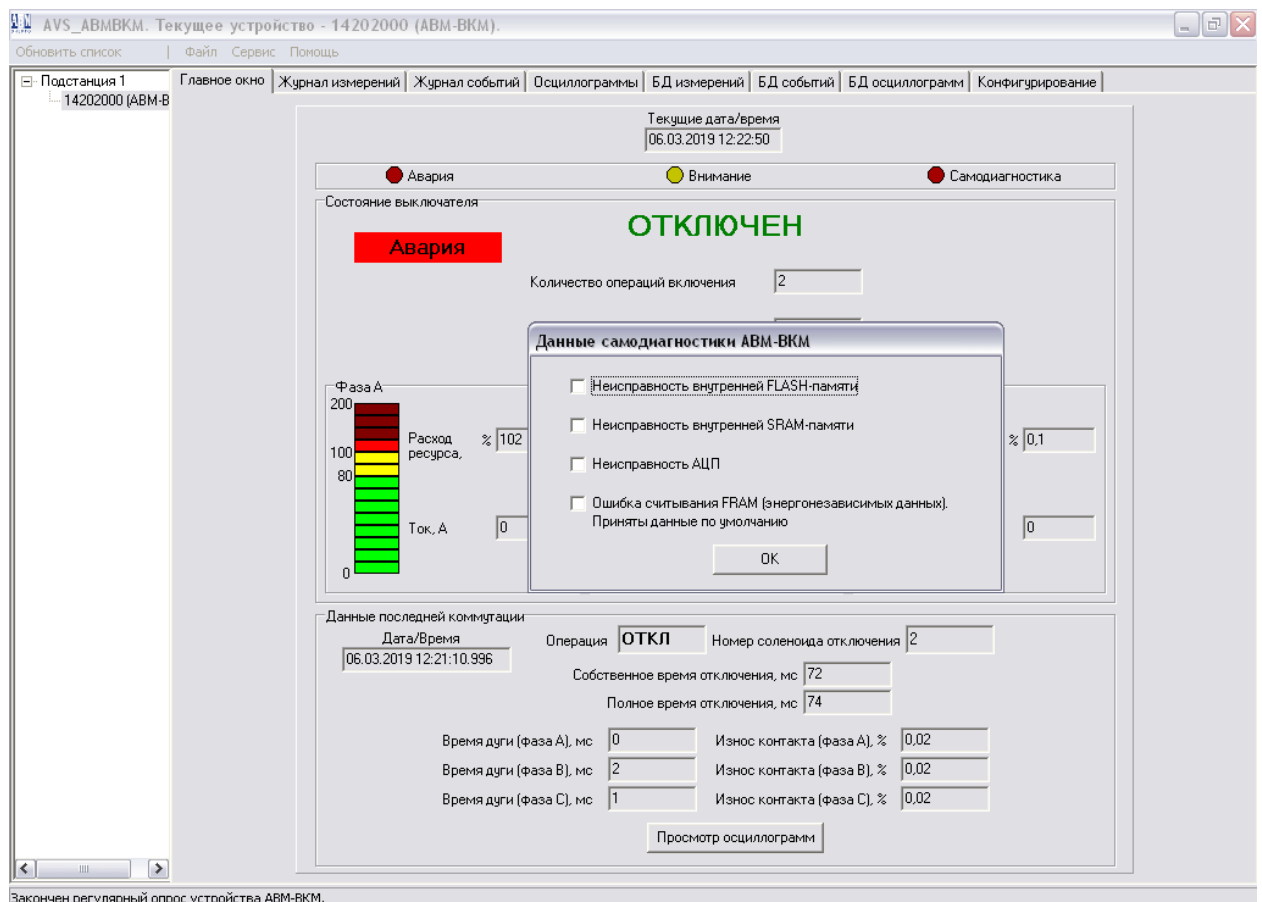 AVS_ABMBKM. Текущее устройство - 14202000 (АВМ-ВКМ).
Обновить список | Файл Сервис Помощь
Подстанция 1
14202000 (АВМ-В
Главное окно Журнал измерений Журнал событий Осциллограммы БД измерений БД событий БД осциллограмм Конфигурирование
Текущие дата/время
06.03.2019 12:22:50
Авария Внимание Самодиагностика
Состояние выключателя
ОТКЛЮЧЕН
Авария
Количество операций включения 2
Данные самодиагностики АВМ-ВКМ
Неисправность внутренней FLASH-памяти
Неисправность внутренней SRAM-памяти
Неисправность АЦП
Ошибка считывания FRAM (энергонезависимых данных).
Приняты данные по умолчанию
OK
Фаза А
200
100
80
0
Расход ресурса, % 102
% 0,1
Ток, А 0
0
Данные последней коммутации
Дата/Время
06.03.2019 12:21:10.996
Операция ОТКЛ Номер соленоида отключения 2
Собственное время отключения, мс 72
Полное время отключения, мс 74
Время дуги (фаза А), мс 0 Износ контакта (фаза А), % 0,02
Время дуги (фаза В), мс 2 Износ контакта (фаза В), % 0,02
Время дуги (фаза С), мс 1 Износ контакта (фаза С), % 0,02
Просмотр осциллограмм
Закончен регулярный опрос устройства АВМ-ВКМ.